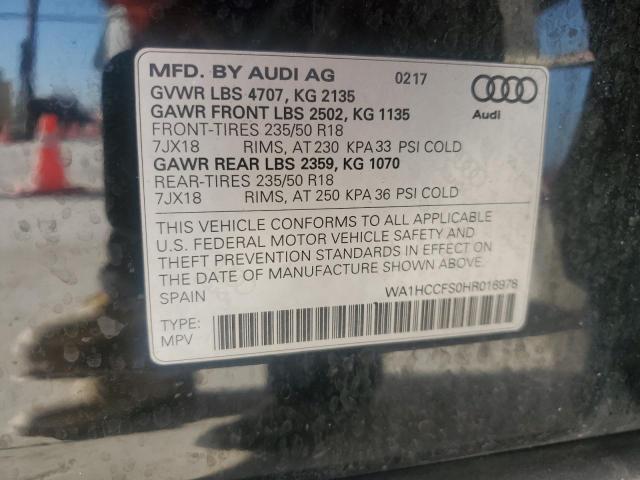 MFD. BY AUDI AG 0217
GVWR LBS 4707, KG 2135
GAWR FRONT LBS 2502, KG 1135
FRONT-TIRES 235/50 R18
7JX18 RIMS, AT 230 KPA 33 PSI COLD
GAWR REAR LBS 2359, KG 1070
REAR-TIRES 235/50 R18
7JX18 RIMS, AT 250 KPA 36 PSI COLD
Audi
THIS VEHICLE CONFORMS TO ALL APPLICABLE
U.S. FEDERAL MOTOR VEHICLE SAFETY AND
THEFT PREVENTION STANDARDS IN EFFECT ON
THE DATE OF MANUFACTURE SHOWN ABOVE.
SPAIN WA1HCCFS0HR016978
TYPE:
MPV